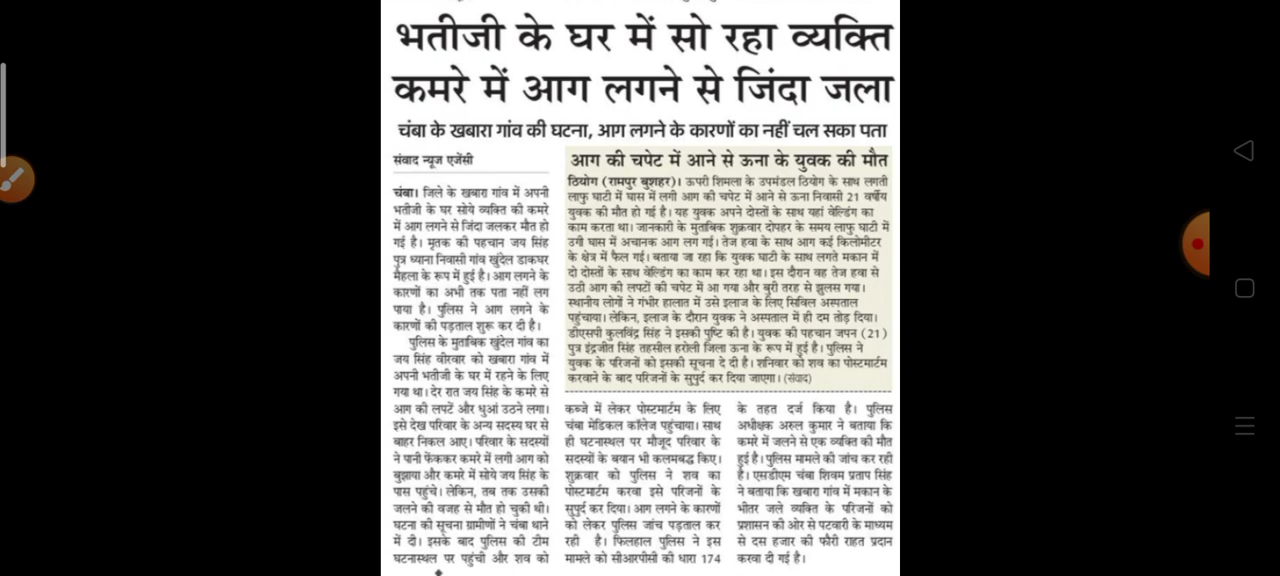 भतीजी के घर में सो रहा व्यक्ति
कमरे में आग लगने से जिंदा जला
चंबा के खबारा गांव की घटना, आग लगने के कारणों का नहीं चल सका पता
संवाद न्यूज एजेंसी
चंबा। जिले के खबारा गांव में अपनी
भतीजी के घर सोये व्यक्ति की कमरे
में आग लगने से जिंदा जलकर मौत हो
गई है। मृतक की पहचान जय सिंह
पुत्र ध्याना निवासी गांव खुंदेल डाकघर
मैहला के रूप में हुई है। आग लगने के
कारणों का अभी तक पता नहीं लग
पाया है। पुलिस ने आग लगने के
कारणों की पड़ताल शुरू कर दी है।
पुलिस के मुताबिक खुंदेल गांव का
जय सिंह वीरवार को खबारा गांव में
अपनी भतीजी के घर में रहने के लिए
गया था। देर रात जय सिंह के कमरे से
आग की लपटें और धुआं उठने लगा।
इसे देख परिवार के अन्य सदस्य घर से
बाहर निकल आए। परिवार के सदस्यों
ने पानी फेंककर कमरे में लगी आग को
बुझाया और कमरे में सोये जय सिंह के
पास पहुंचे। लेकिन, तब तक उसकी
जलने की वजह से मौत हो चुकी थी।
घटना की सूचना ग्रामीणों ने चंबा थाने
में दी। इसके बाद पुलिस की टीम
घटनास्थल पर पहुंची और शव को
आग की चपेट में आने से ऊना के युवक की मौत
ठियोग (रामपुर बुशहर)। ऊपरी शिमला के उपमंडल ठियोग के साथ लगती
लाफु घाटी में घास में लगी आग की चपेट में आने से ऊना निवासी 21 वर्षीय
युवक की मौत हो गई है। यह युवक अपने दोस्तों के साथ यहां वेल्डिंग का
काम करता था। जानकारी के मुताबिक शुक्रवार दोपहर के समय लाफु घाटी में
उगी घास में अचानक आग लग गई। तेज हवा के साथ आग कई किलोमीटर
के क्षेत्र में फैल गई। बताया जा रहा कि युवक घाटी के साथ लगते मकान में
दो दोस्तों के साथ वेल्डिंग का काम कर रहा था। इस दौरान वह तेज हवा से
उठी आग की लपटों की चपेट में आ गया और बुरी तरह से झुलस गया।
स्थानीय लोगों ने गंभीर हालात में उसे इलाज के लिए सिविल अस्पताल
पहुंचाया। लेकिन, इलाज के दौरान युवक ने अस्पताल में ही दम तोड़ दिया।
डीएसपी कुलविंद्र सिंह ने इसकी पुष्टि की है। युवक की पहचान जपन (21)
पुत्र इंद्रजीत सिंह तहसील हरोली जिला ऊना के रूप में हुई है। पुलिस ने
युवक के परिजनों को इसकी सूचना दे दी है। शनिवार को शव का पोस्टमार्टम
करवाने के बाद परिजनों के सुपुर्द कर दिया जाएगा। (संवाद)
कब्जे में लेकर पोस्टमार्टम के लिए
चंबा मेडिकल कॉलेज पहुंचाया। साथ
ही घटनास्थल पर मौजूद परिवार के
सदस्यों के बयान भी कलमबद्ध किए।
शुक्रवार को पुलिस ने शव का
पोस्टमार्टम करवा इसे परिजनों के
सुपुर्द कर दिया। आग लगने के कारणों
को लेकर पुलिस जांच पड़ताल कर
रही है। फिलहाल पुलिस ने इस
मामले को सीआरपीसी की धारा 174
के तहत दर्ज किया है। पुलिस
अधीक्षक अरुल कुमार ने बताया कि
कमरे में जलने से एक व्यक्ति की मौत
हुई है। पुलिस मामले की जांच कर रही
है। एसडीएम चंबा शिवम प्रताप सिंह
ने बताया कि खबारा गांव में मकान के
भीतर जले व्यक्ति के परिजनों को
प्रशासन की ओर से पटवारी के माध्यम
से दस हजार की फौरी राहत प्रदान
करवा दी गई है।